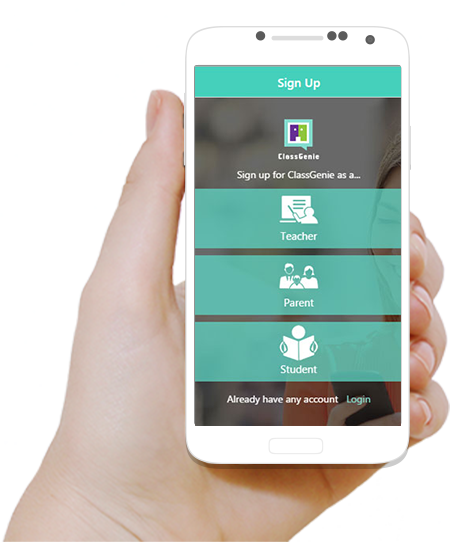 Sign Up
ClassGenie
Sign up for ClassGenie as a...
Teacher
Parent
Student
Already have any account Login